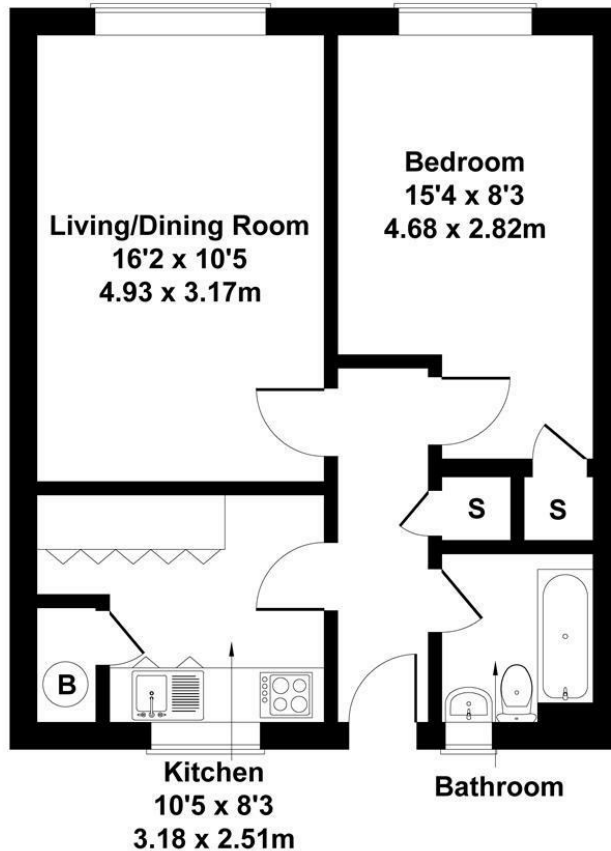 Living/Dining Room
16'2 x 10'5
4.93 x 3.17m
Bedroom
15'4 x 8'3
4.68 x 2.82m
S
S
B
Kitchen
10'5 x 8'3
3.18 x 2.51m
Bathroom